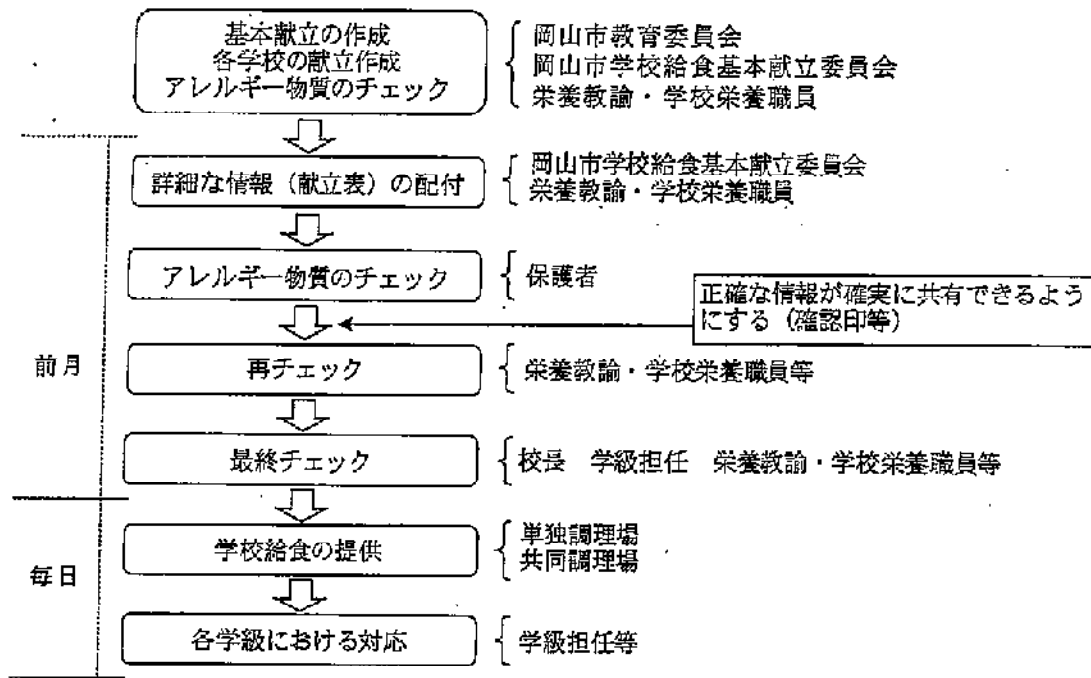 基本献立の作成
各学校の献立作成
アレルギー物質のチェック
岡山市教育委員会
岡山市学校給食基本献立委員会
栄養教諭・学校栄養職員
詳細な情報（献立表）の配付
岡山市学校給食基本献立委員会
栄養教諭・学校栄養職員
アレルギー物質のチェック
保護者
正確な情報が確実に共有できるよう
にする（確認印等）
前月
再チェック
栄養教諭・学校栄養職員等
最終チェック
校長　学級担任　栄養教諭・学校栄養職員等
毎日
学校給食の提供
単独調理場
共同調理場
各学級における対応
学級担任等